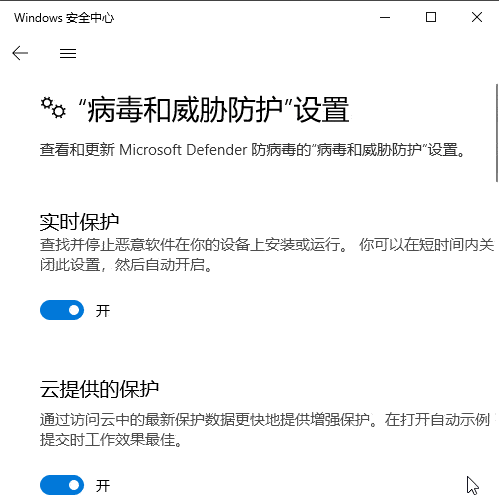 Windows 安全中心
“病毒和威胁防护”设置
查看和更新 Microsoft Defender 防病毒的“病毒和威胁防护”设置。
实时保护
查找并停止恶意软件在你的设备上安装或运行。 你可以在短时间内关
闭此设置，然后自动开启。
开
云提供的保护
通过访问云中的最新保护数据更快地提供增强保护。在打开自动示例
提交时工作效果最佳。
开